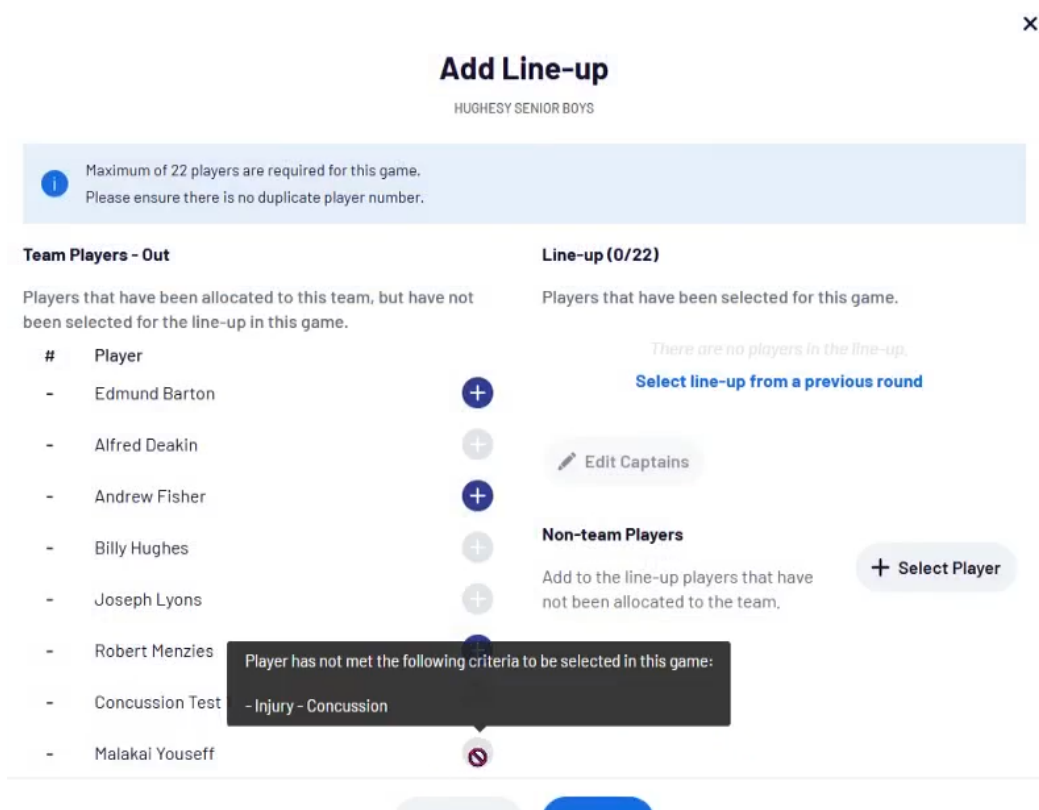 Add Line-up
HUGHESY SENIOR BOYS
Maximum of 22 players are required for this game.
Please ensure there is no duplicate player number.
Team Players - Out
Players that have been allocated to this team, but have not
been selected for the line-up in this game.
# Player
- Edmund Barton
- Alfred Deakin
- Andrew Fisher
- Billy Hughes
- Joseph Lyons
- Robert Menzies
- Concussion Test
- Malakai Youseff
Player has not met the following criteria to be selected in this game:
- Injury - Concussion
Line-up (0/22)
Players that have been selected for this game.
There are no players in the line-up.
Select line-up from a previous round
Edit Captains
Non-team Players
Add to the line-up players that have
not been allocated to the team.
+ Select Player